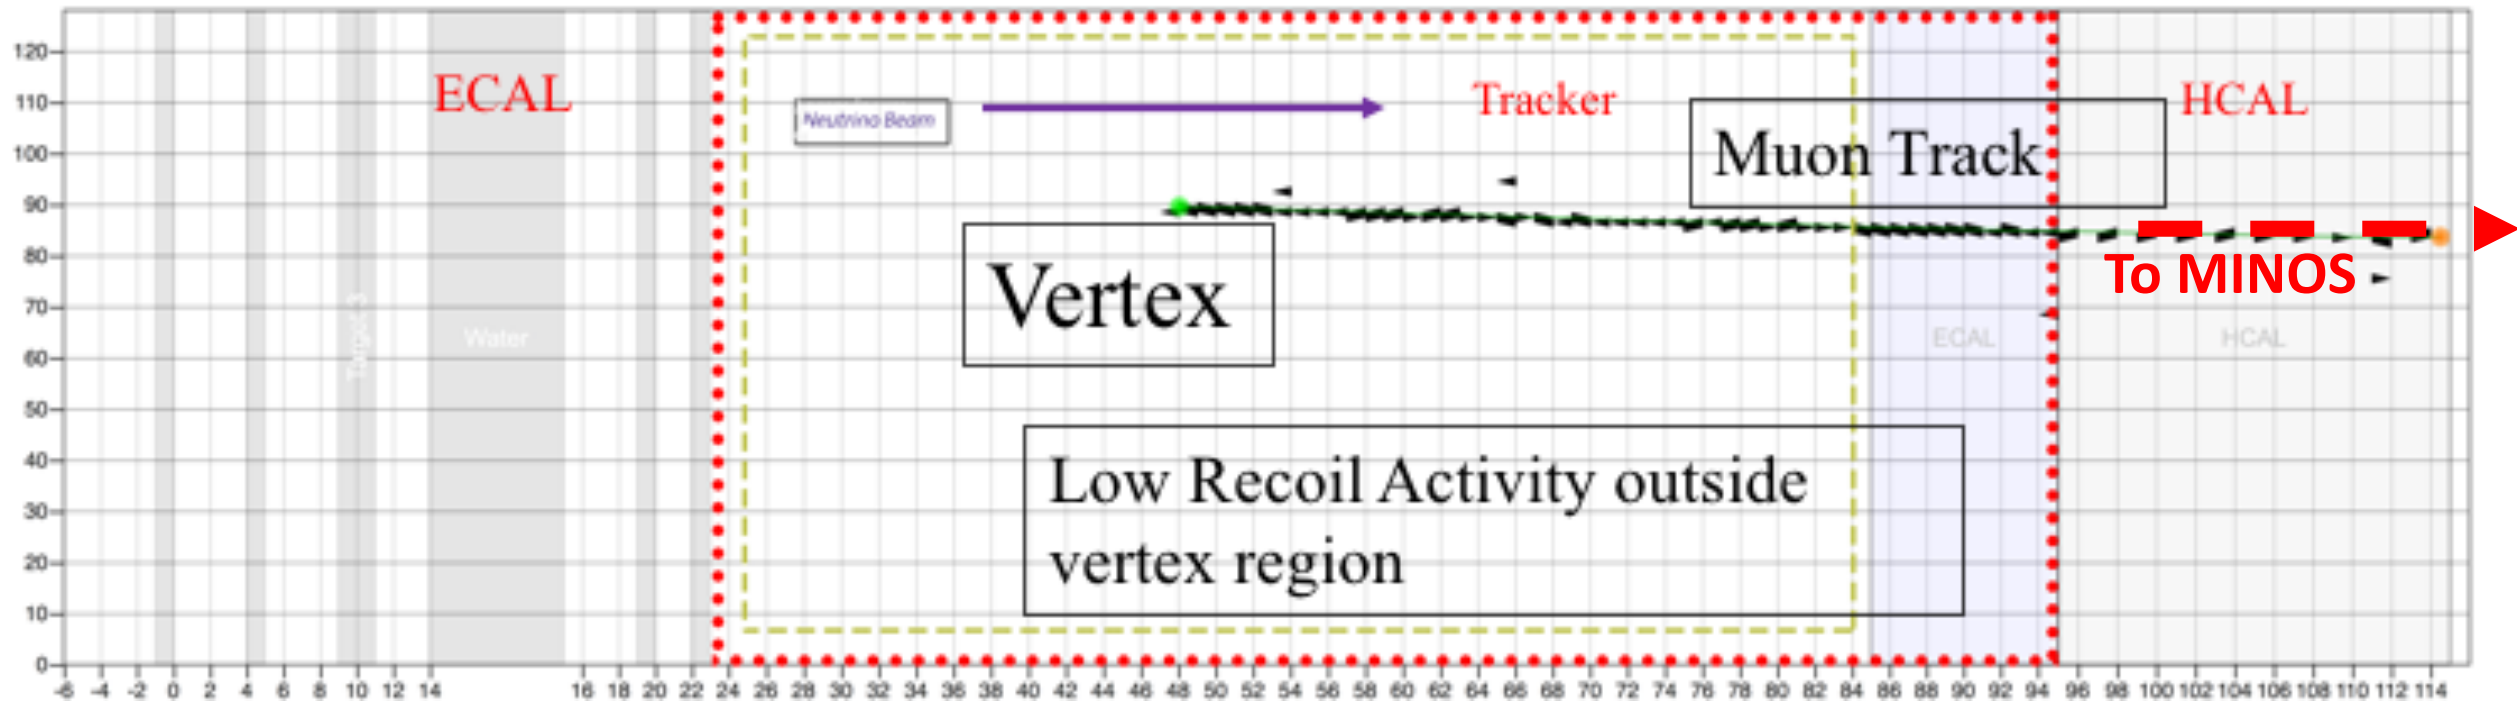 120
110
100
90
80
70
60
50
40
30
20
10
0
ECAL
Neutrino Beam
Tracker
Muon Track
HCAL
Vertex
To MINOS
Target 3
Water
ECAL
HCAL
Low Recoil Activity outside
vertex region
-6 -4 -2 0 2 4 6 8 10 12 14 16 18 20 22 24 26 28 30 32 34 36 38 40 42 44 46 48 50 52 54 56 58 60 62 64 66 68 70 72 74 76 78 80 82 84 86 88 90 92 94 96 98 100 102 104 106 108 110 112 114